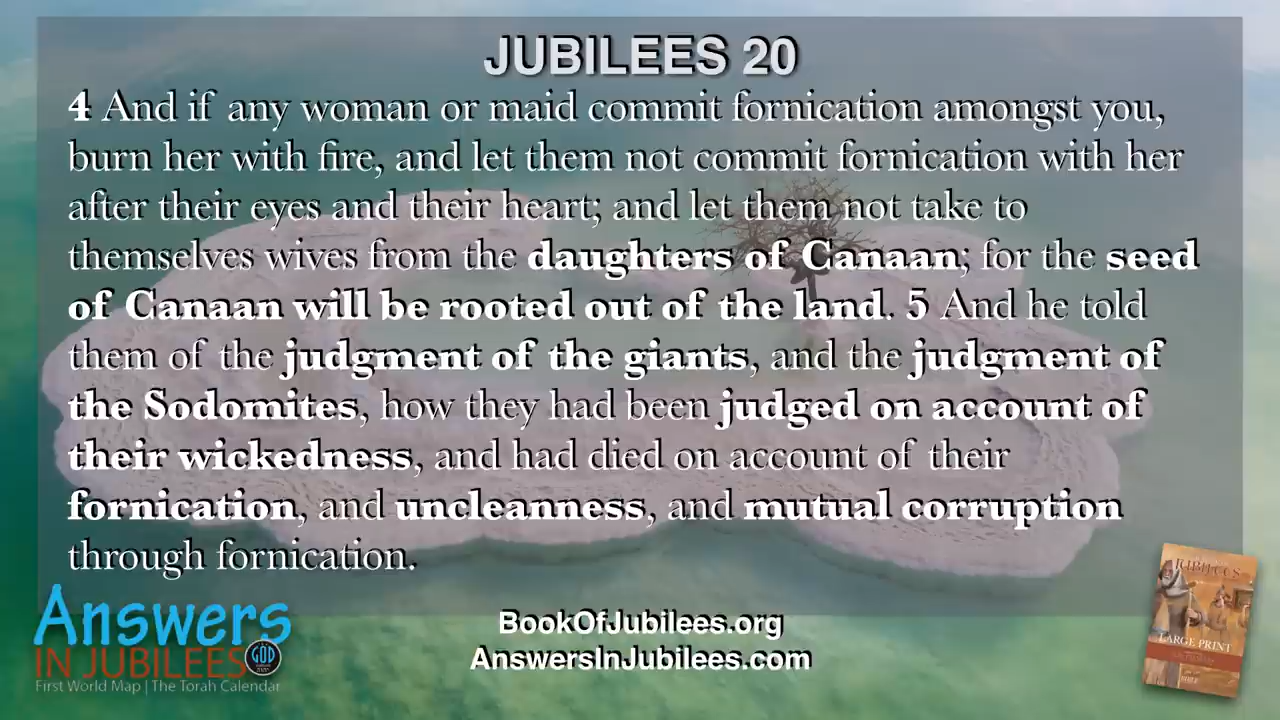 JUBILEES 20
4 And if any woman or maid commit fornication amongst you,
burn her with fire, and let them not commit fornication with her
after their eyes and their heart; and let them not take to
themselves wives from the daughters of Canaan; for the seed
of Canaan will be rooted out of the land. 5 And he told
them of the judgment of the giants, and the judgment of
the Sodomites, how they had been judged on account of
their wickedness, and had died on account of their
fornication, and uncleanness, and mutual corruption
through fornication.
Answers
IN JUBILEES
GOD
First World Map | The Torah Calendar
BookOfJubilees.org
AnswersInJubilees.com
JUBILEES
LARGE PRINT